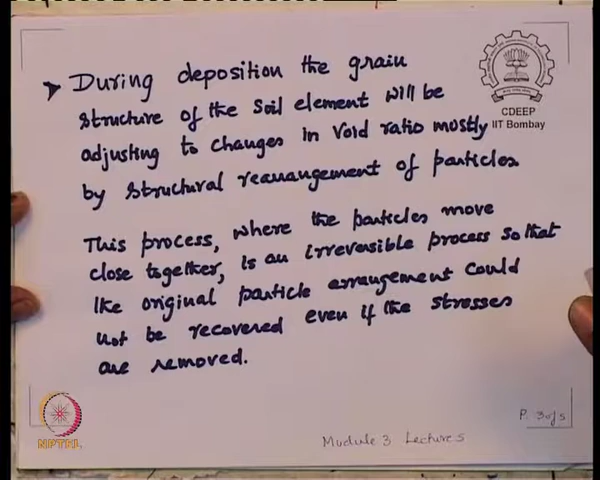 During deposition the grain
structure of the soil element will be
adjusting to changes in void ratio mostly
by structural rearrangement of particles
This process, where the particles move
close together, is an irreversible process so that
the original particle arrangement could
not be recovered even if the stresses
are removed.
CDEEP
IIT Bombay
NPTEL
P. 3 of 5
Module 3 Lecture 5